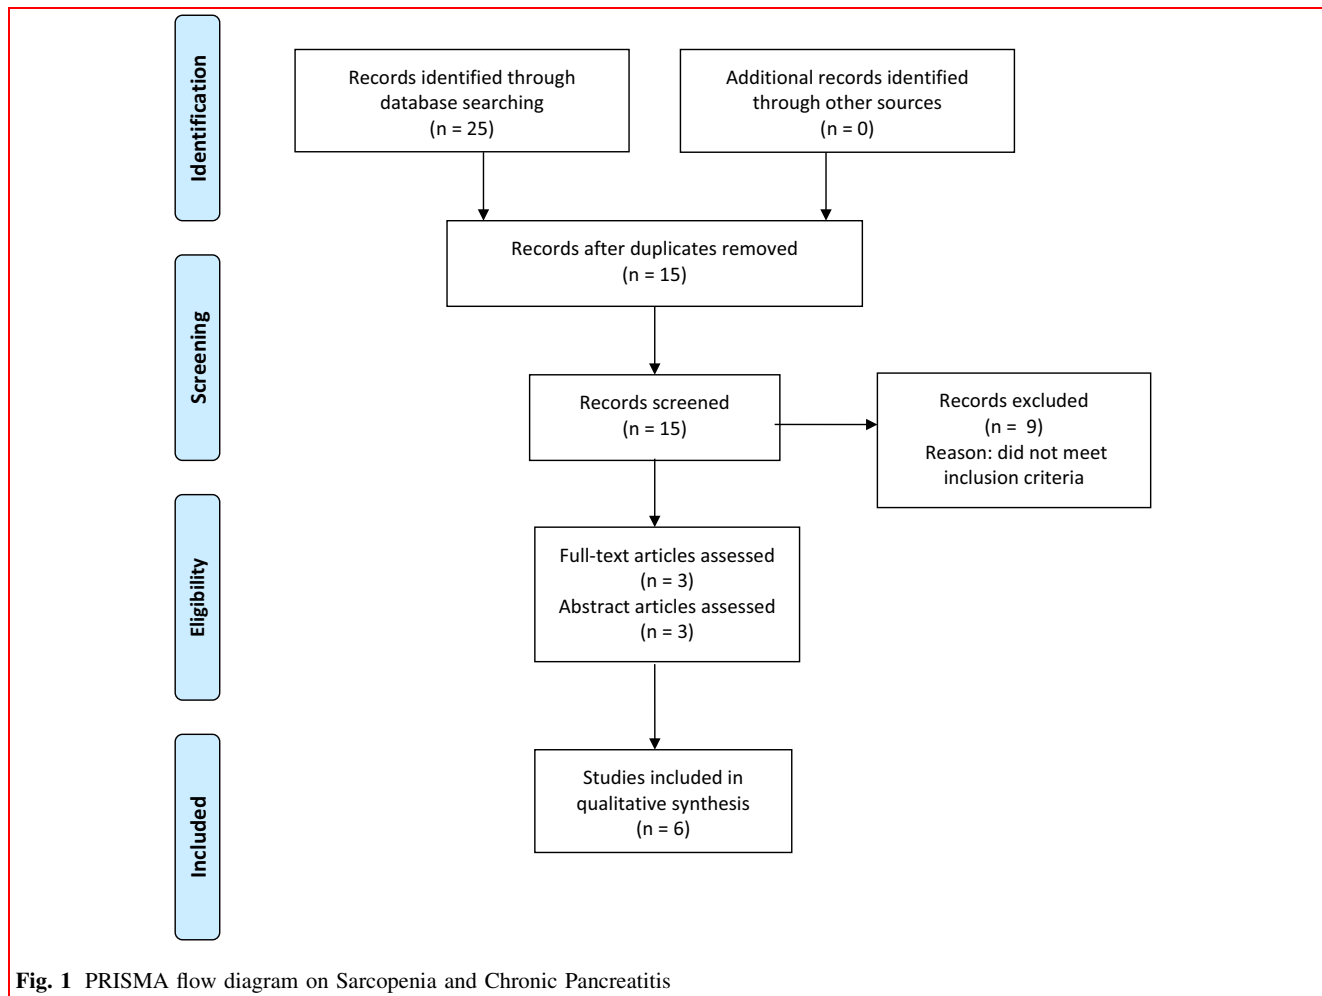 Identification
Records identified through
database searching
(n = 25)
Additional records identified
through other sources
(n = 0)
Records after duplicates removed
(n = 15)
Screening
Records screened
(n = 15)
Records excluded
(n = 9)
Reason: did not meet
inclusion criteria
Eligibility
Full-text articles assessed
(n = 3)
Abstract articles assessed
(n = 3)
Included
Studies included in
qualitative synthesis
(n = 6)
Fig. 1 PRISMA flow diagram on Sarcopenia and Chronic Pancreatitis